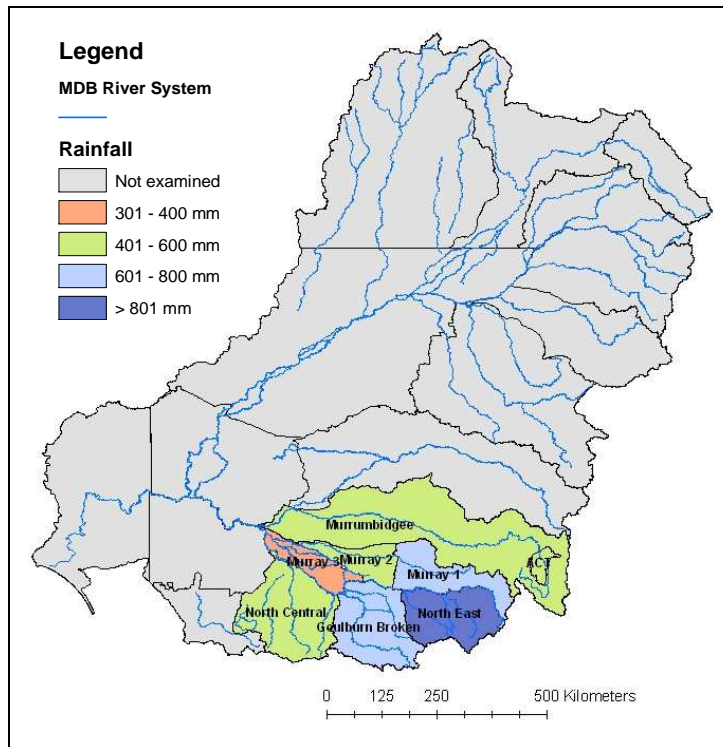 Legend
MDB River System
Rainfall
Not examined
301 - 400 mm
401 - 600 mm
601 - 800 mm
> 801 mm
Murrumbidgee
ACT
Murray 3
Murray 2
Murray 1
North Central
Goulburn Broken
North East
0 125 250 500 Kilometers